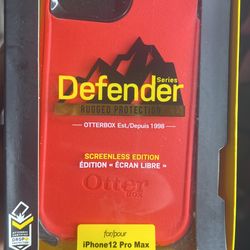 Defender
Series
RUGGED PROTECTION
OTTERBOX Est./Depuis 1998
SCREENLESS EDITION
ÉDITION « ÉCRAN LIBRE »
Otter
BOX
for/pour
iPhone12 Pro Max